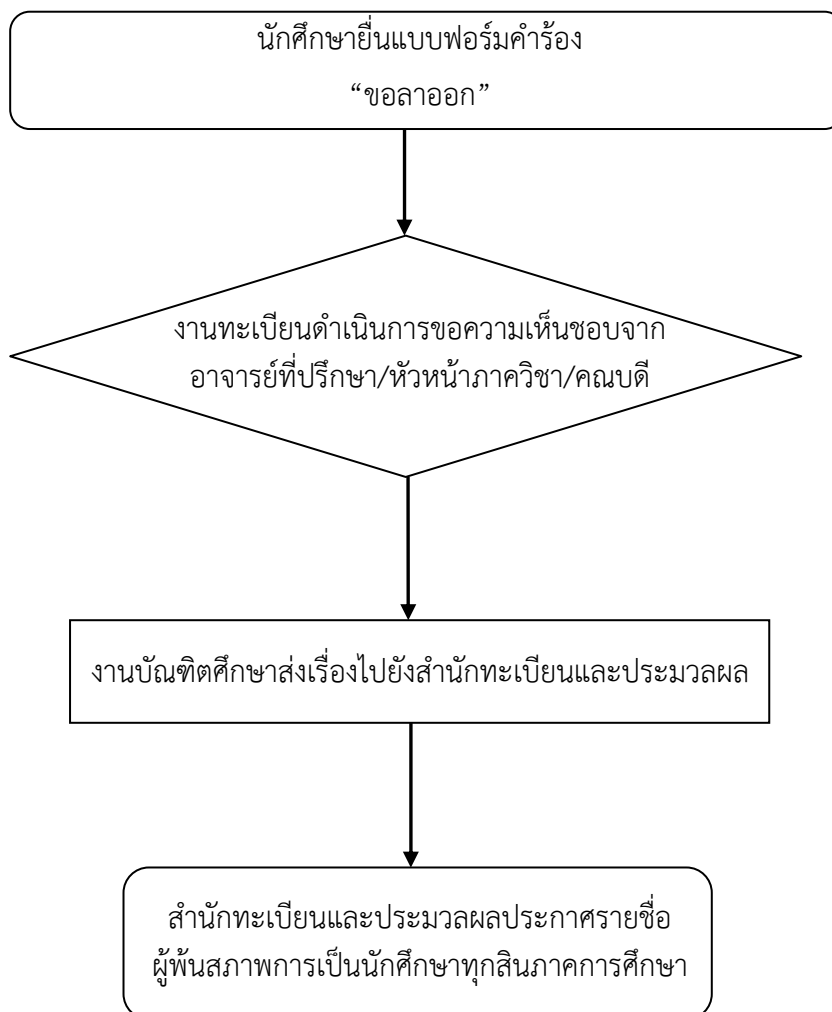 นักศึกษายื่นแบบฟอร์มคำร้อง
“ขอลาออก”
งานทะเบียนดำเนินการขอความเห็นชอบจาก
อาจารย์ที่ปรึกษา/หัวหน้าภาควิชา/คณบดี
งานบัณฑิตศึกษาส่งเรื่องไปยังสำนักทะเบียนและประมวลผล
สำนักทะเบียนและประมวลผลประกาศรายชื่อ
ผู้พ้นสภาพการเป็นนักศึกษาทุกสินภาคการศึกษา